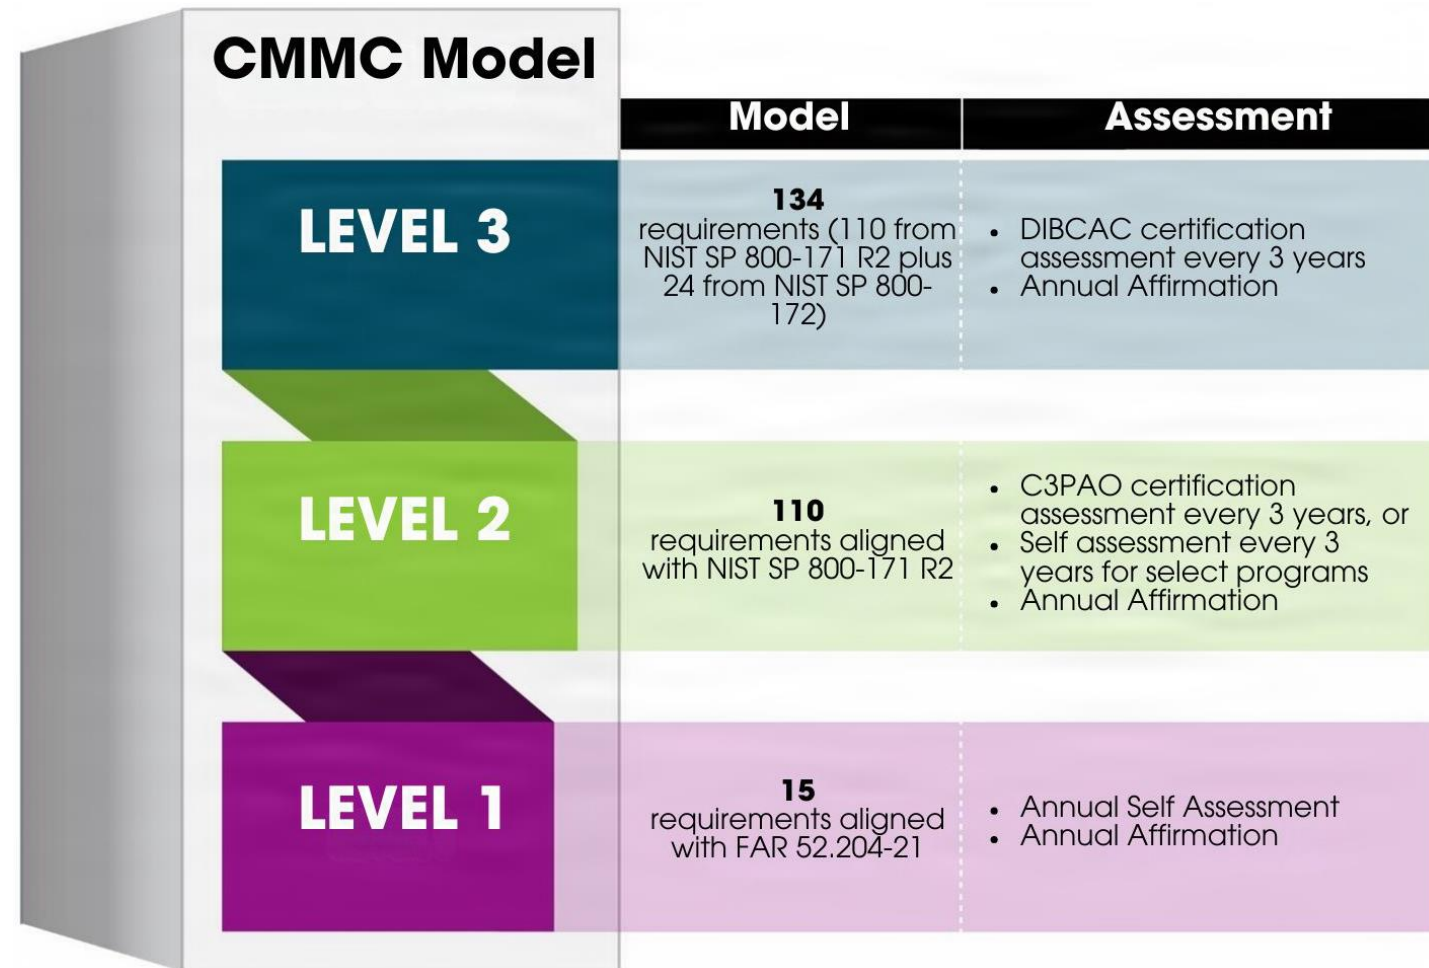 CMMC Model
Model
Assessment
LEVEL 3
134
requirements (110 from
NIST SP 800-171 R2 plus
24 from NIST SP 800-
172)
• DIBCAC certification
assessment every 3 years
• Annual Affirmation
LEVEL 2
110
requirements aligned
with NIST SP 800-171 R2
• C3PAO certification
assessment every 3 years, or
• Self assessment every 3
years for select programs
• Annual Affirmation
LEVEL 1
15
requirements aligned
with FAR 52.204-21
• Annual Self Assessment
• Annual Affirmation